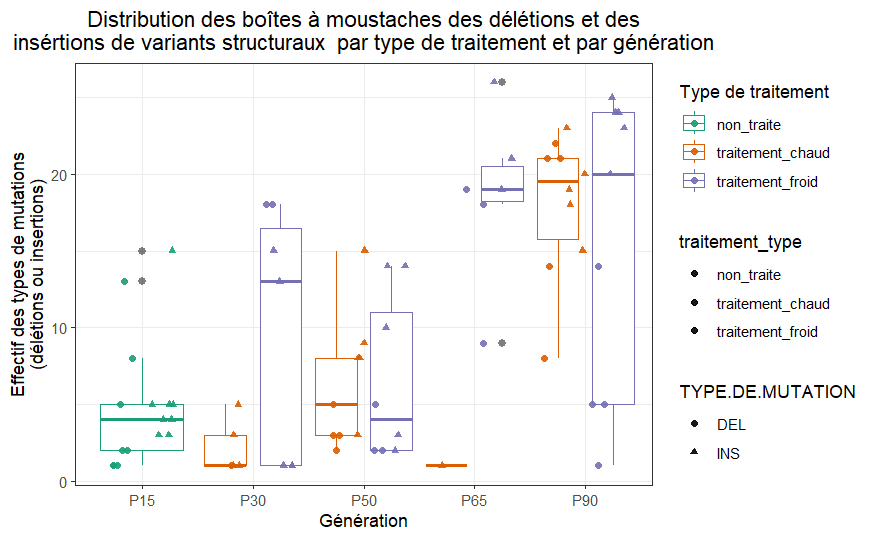 Distribution des boîtes à moustaches des délétions et des
insértions de variants structuraux  par type de traitement et par génération
Effectif des types de mutations
(délétions ou insertions)
20
10
0
P15
P30
P50
P65
P90
Génération
Type de traitement
non_traite
traitement_chaud
traitement_froid
traitement_type
non_traite
traitement_chaud
traitement_froid
TYPE.DE.MUTATION
DEL
INS